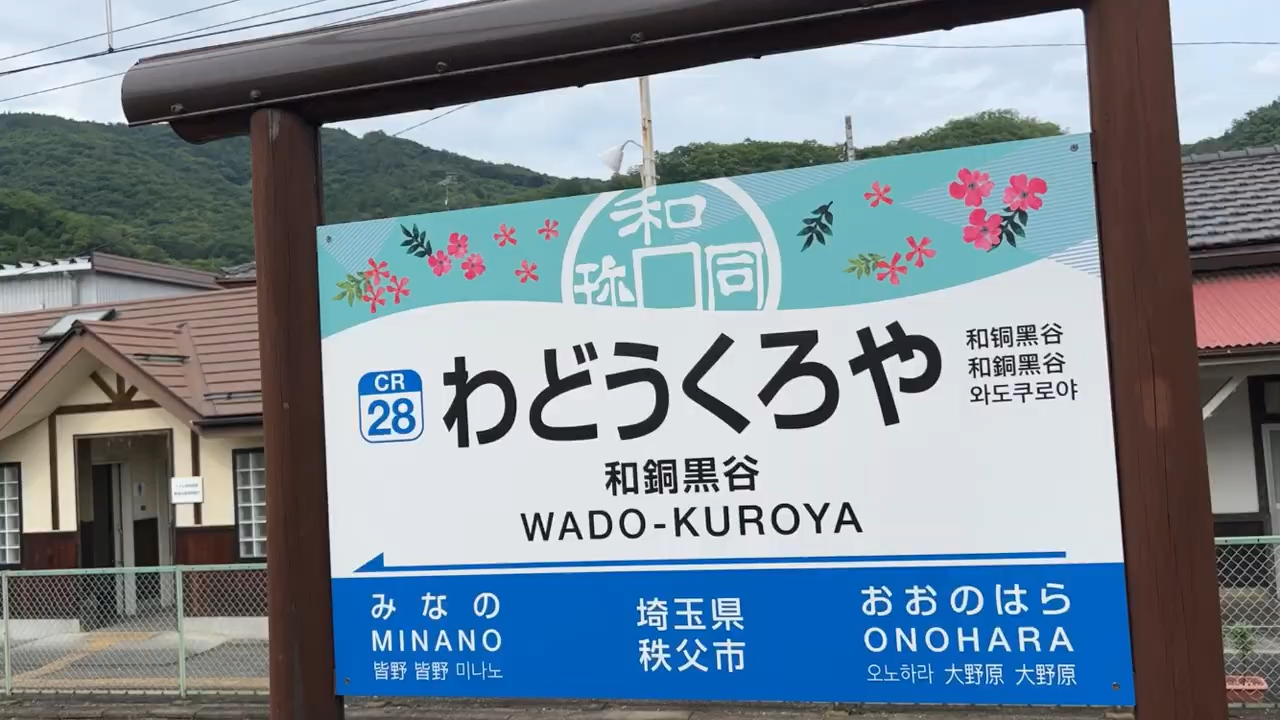 和
同
珎
CR
28
わどうくろや
和铜黑谷
和銅黑谷
와도쿠로야
和銅黒谷
WADO-KUROYA
みなの
MINANO
皆野 皆野 미나노
埼玉県
秩父市
おおのはら
ONOHARA
오노하라 大野原 大野原